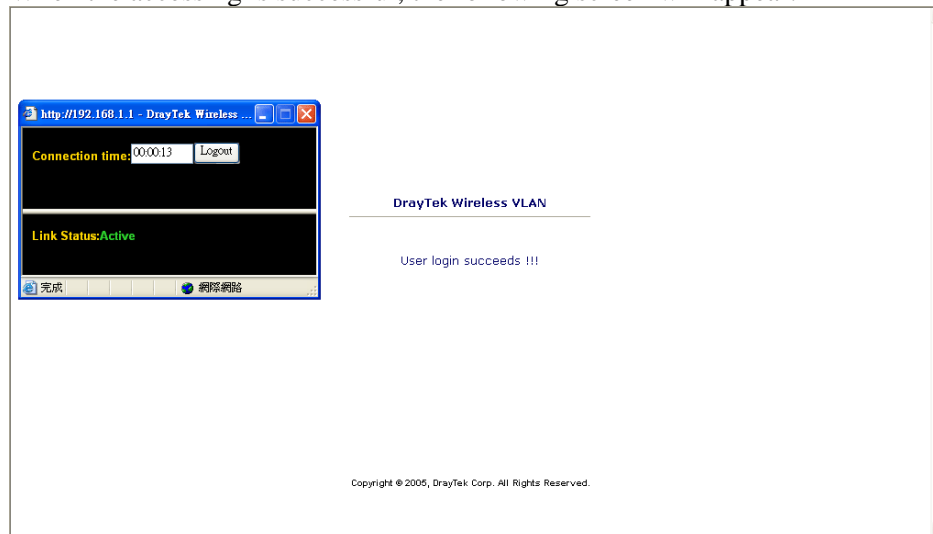 http://192.168.1.1 - DrayTek Wireless ...
Connection time: 00:00:13 Logout
Link Status:Active
完成 網際網路
DrayTek Wireless VLAN
User login succeeds !!!
Copyright © 2005, DrayTek Corp. All Rights Reserved.